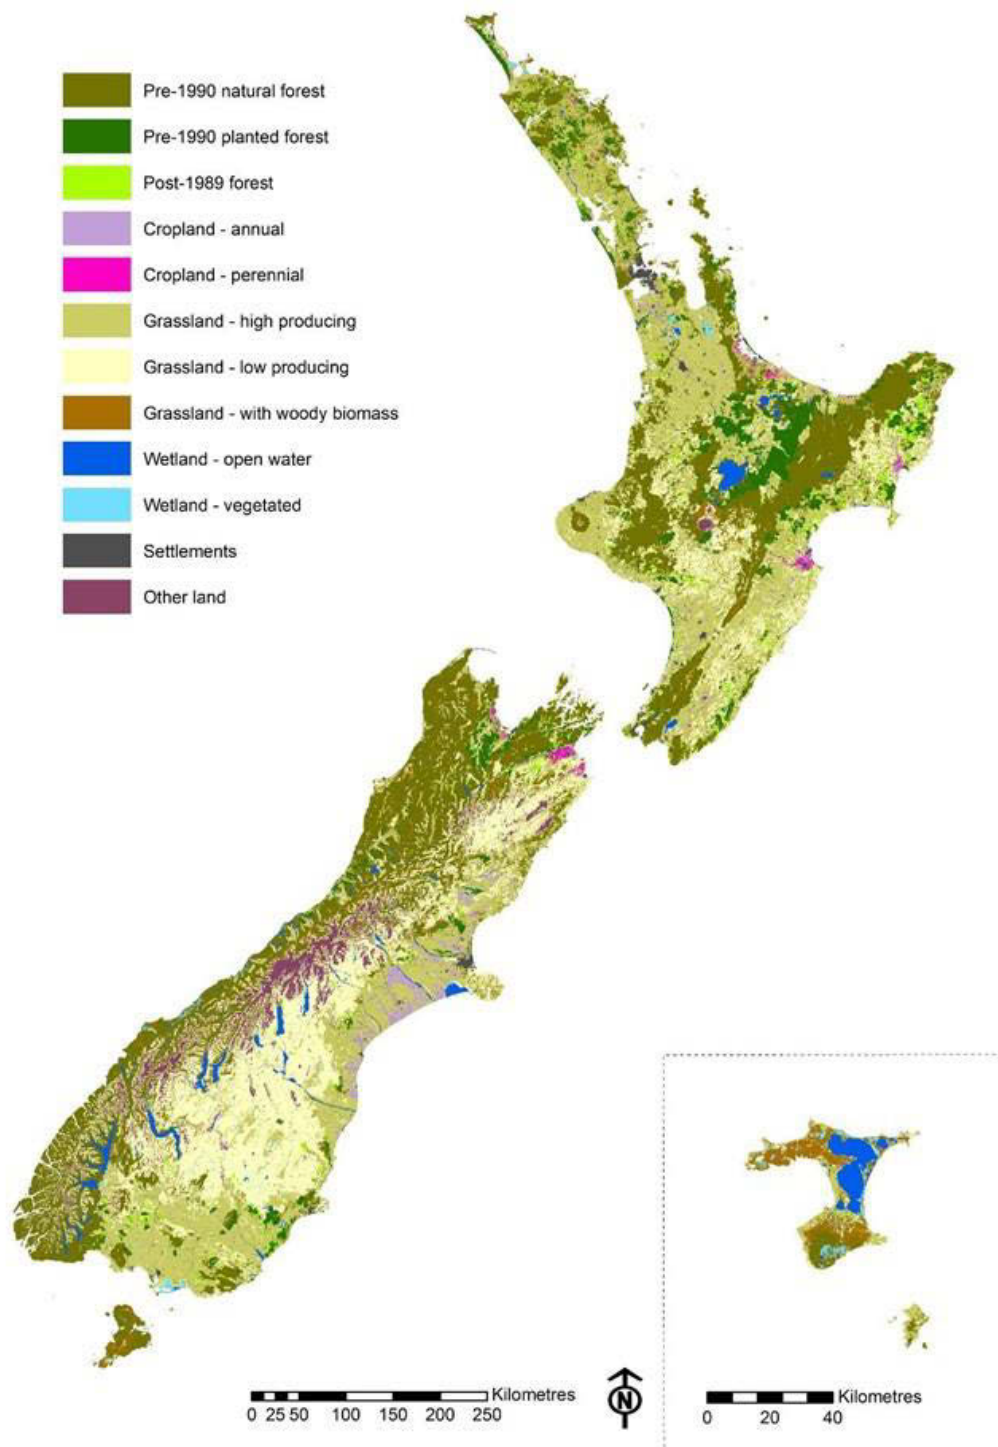 Pre-1990 natural forest
Pre-1990 planted forest
Post-1989 forest
Cropland - annual
Cropland - perennial
Grassland - high producing
Grassland - low producing
Grassland - with woody biomass
Wetland - open water
Wetland - vegetated
Settlements
Other land
Kilometres
0 25 50 100 150 200 250
N
Kilometres
0 20 40